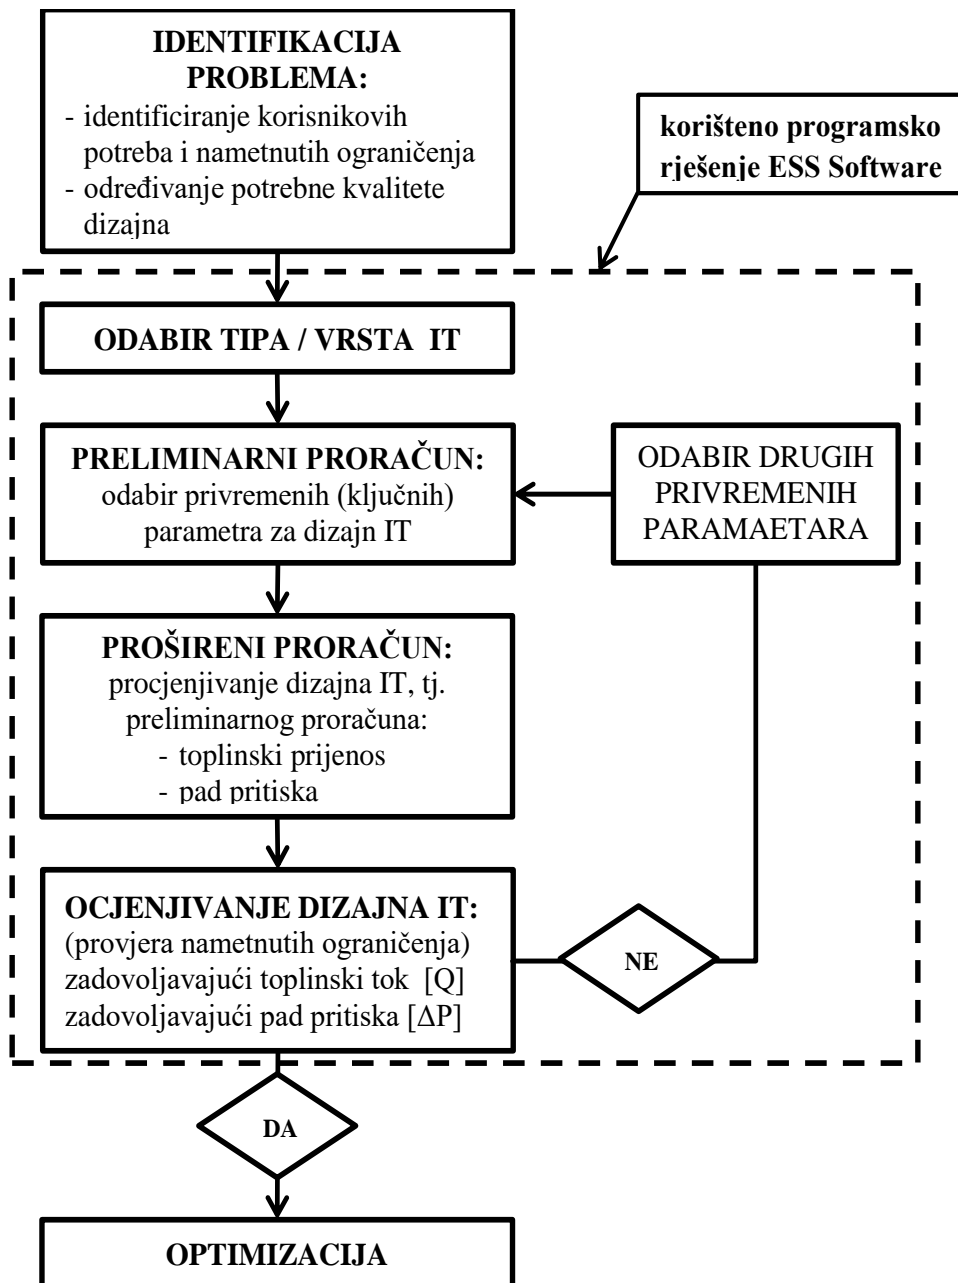 IDENTIFIKACIJA
PROBLEMA:
- identificiranje korisnikovih
potreba i nametnutih ograničenja
- određivanje potrebne kvalitete
dizajna
korišteno programsko
rješenje ESS Software
ODABIR TIPA / VRSTA IT
PRELIMINARNI PRORAČUN:
odabir privremenih (ključnih)
parametra za dizajn IT
ODABIR DRUGIH
PRIVREMENIH
PARAMAETARA
PROŠIRENI PRORAČUN:
procjenjivanje dizajna IT, tj.
preliminarnog proračuna:
- toplinski prijenos
- pad pritiska
OCJENJIVANJE DIZAJNA IT:
(provjera nametnutih ograničenja)
zadovoljavajući toplinski tok [Q]
zadovoljavajući pad pritiska [ΔP]
NE
DA
OPTIMIZACIJA